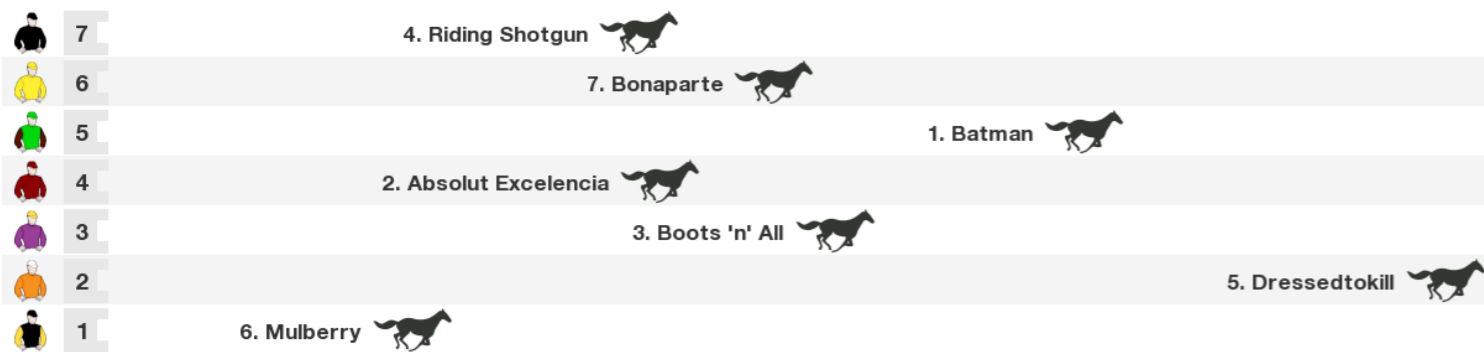 7 4. Riding Shotgun
6 7. Bonaparte
5 1. Batman
4 2. Absolut Excelencia
3 3. Boots 'n' All
2 5. Dressedtokill
1 6. Mulberry